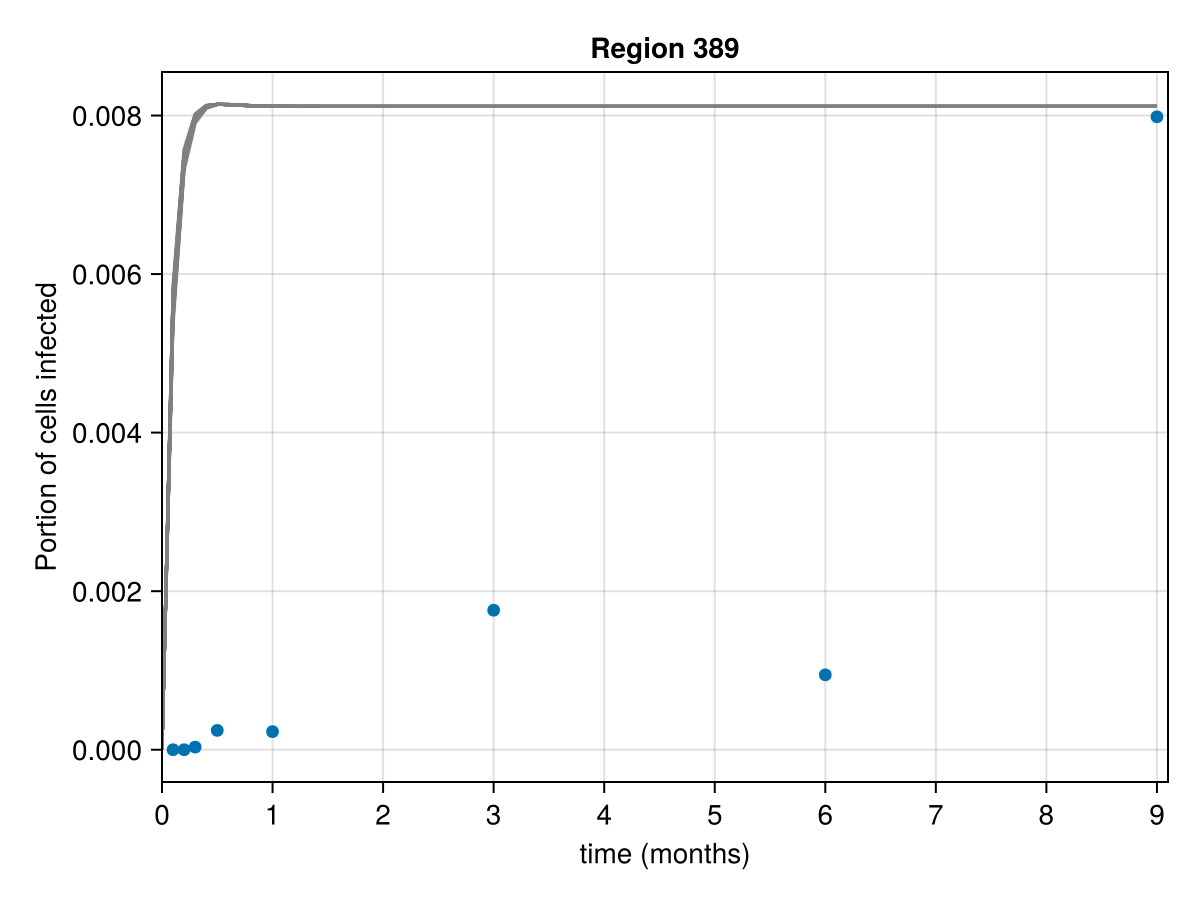 Region 389
0.008
0.006
0.004
0.002
0.000
Portion of cells infected
0 1 2 3 4 5 6 7 8 9
time (months)